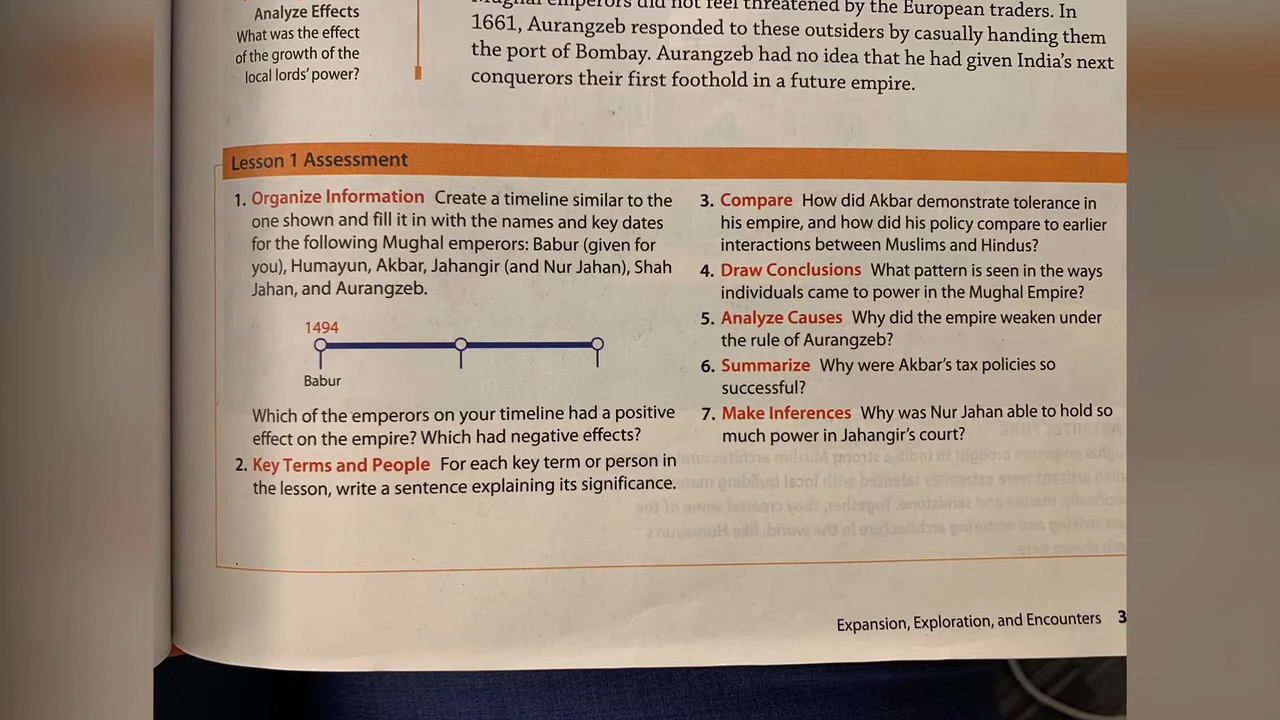 Analyze Effects
What was the effect
of the growth of the
local lords' power?
Mughal emperors did not feel threatened by the European traders. In
1661, Aurangzeb responded to these outsiders by casually handing them
the port of Bombay. Aurangzeb had no idea that he had given India's next
conquerors their first foothold in a future empire.
Lesson 1 Assessment
1. Organize Information Create a timeline similar to the
one shown and fill it in with the names and key dates
for the following Mughal emperors: Babur (given for
you), Humayun, Akbar, Jahangir (and Nur Jahan), Shah
Jahan, and Aurangzeb.
1494
Babur
Which of the emperors on your timeline had a positive
effect on the empire? Which had negative effects?
2. Key Terms and People For each key term or person in
the lesson, write a sentence explaining its significance.
3. Compare How did Akbar demonstrate tolerance in
his empire, and how did his policy compare to earlier
interactions between Muslims and Hindus?
4. Draw Conclusions What pattern is seen in the ways
individuals came to power in the Mughal Empire?
5. Analyze Causes Why did the empire weaken under
the rule of Aurangzeb?
6. Summarize Why were Akbar's tax policies so
successful?
7. Make Inferences Why was Nur Jahan able to hold so
much power in Jahangir's court?
Expansion, Exploration, and Encounters 3